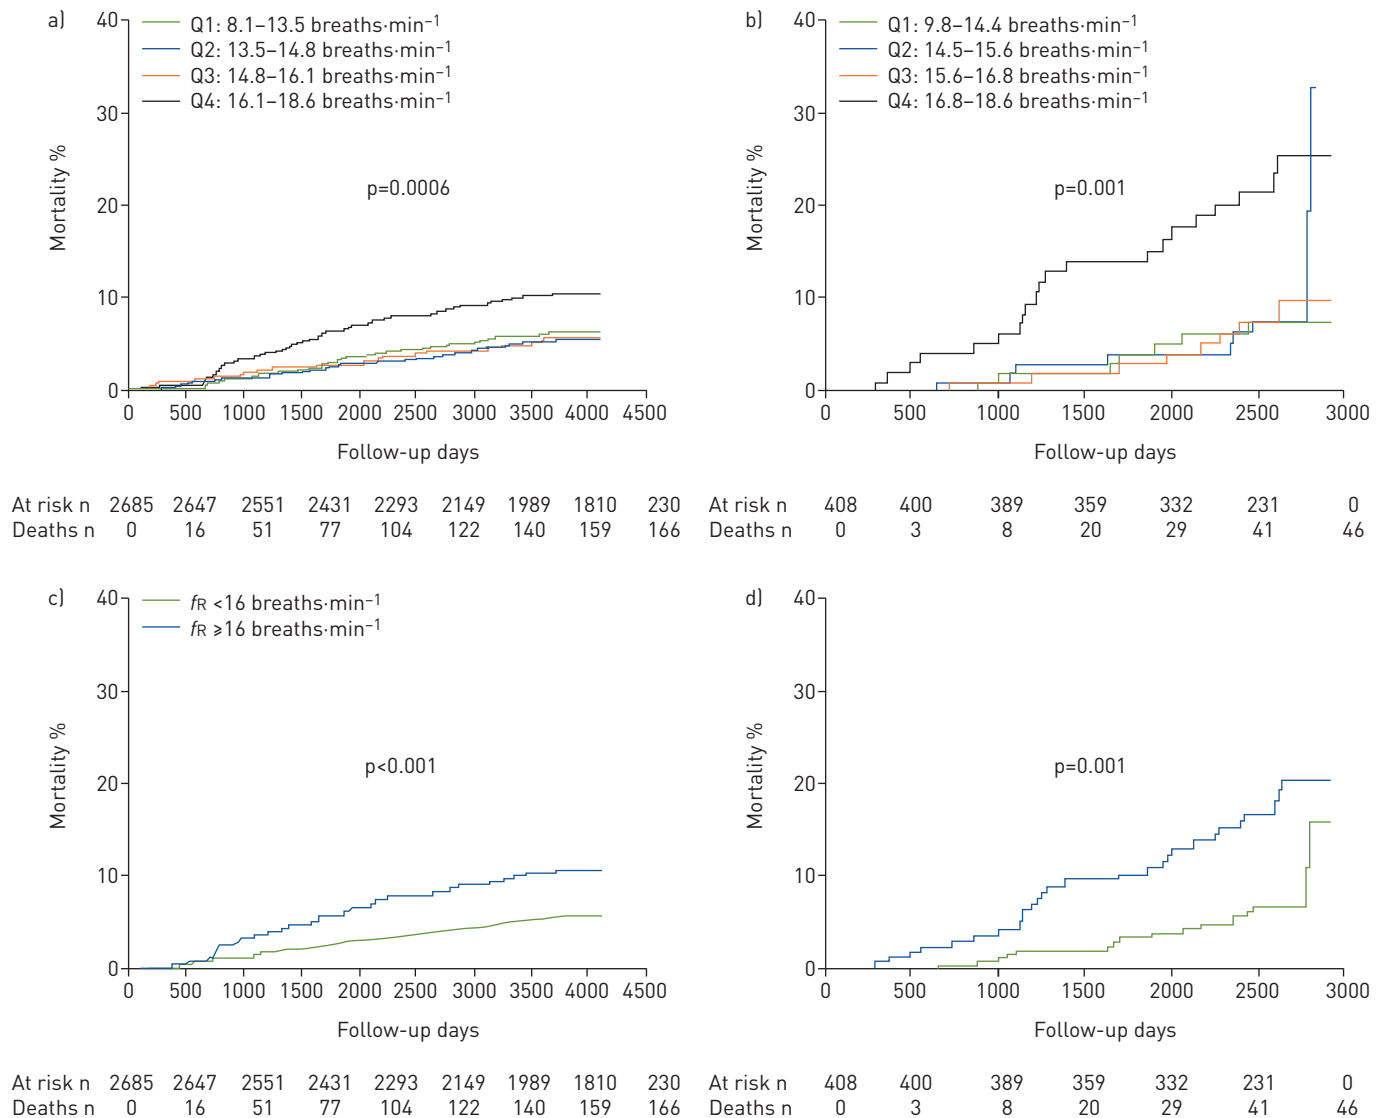 a)
40
30
20
10
0
Mortality %
Q1: 8.1–13.5 breaths·min⁻¹
Q2: 13.5–14.8 breaths·min⁻¹
Q3: 14.8–16.1 breaths·min⁻¹
Q4: 16.1–18.6 breaths·min⁻¹
p=0.0006
0 500 1000 1500 2000 2500 3000 3500 4000 4500
Follow-up days
At risk n 2685 2647 2551 2431 2293 2149 1989 1810 230
Deaths n 0 16 51 77 104 122 140 159 166
b)
40
30
20
10
0
Mortality %
Q1: 9.8–14.4 breaths·min⁻¹
Q2: 14.5–15.6 breaths·min⁻¹
Q3: 15.6–16.8 breaths·min⁻¹
Q4: 16.8–18.6 breaths·min⁻¹
p=0.001
0 500 1000 1500 2000 2500 3000
Follow-up days
At risk n 408 400 389 359 332 231 0
Deaths n 0 3 8 20 29 41 46
c)
40
30
20
10
0
Mortality %
fR <16 breaths·min⁻¹
fR ⩾16 breaths·min⁻¹
p<0.001
0 500 1000 1500 2000 2500 3000 3500 4000 4500
Follow-up days
At risk n 2685 2647 2551 2431 2293 2149 1989 1810 230
Deaths n 0 16 51 77 104 122 140 159 166
d)
40
30
20
10
0
Mortality %
p=0.001
0 500 1000 1500 2000 2500 3000
Follow-up days
At risk n 408 400 389 359 332 231 0
Deaths n 0 3 8 20 29 41 46